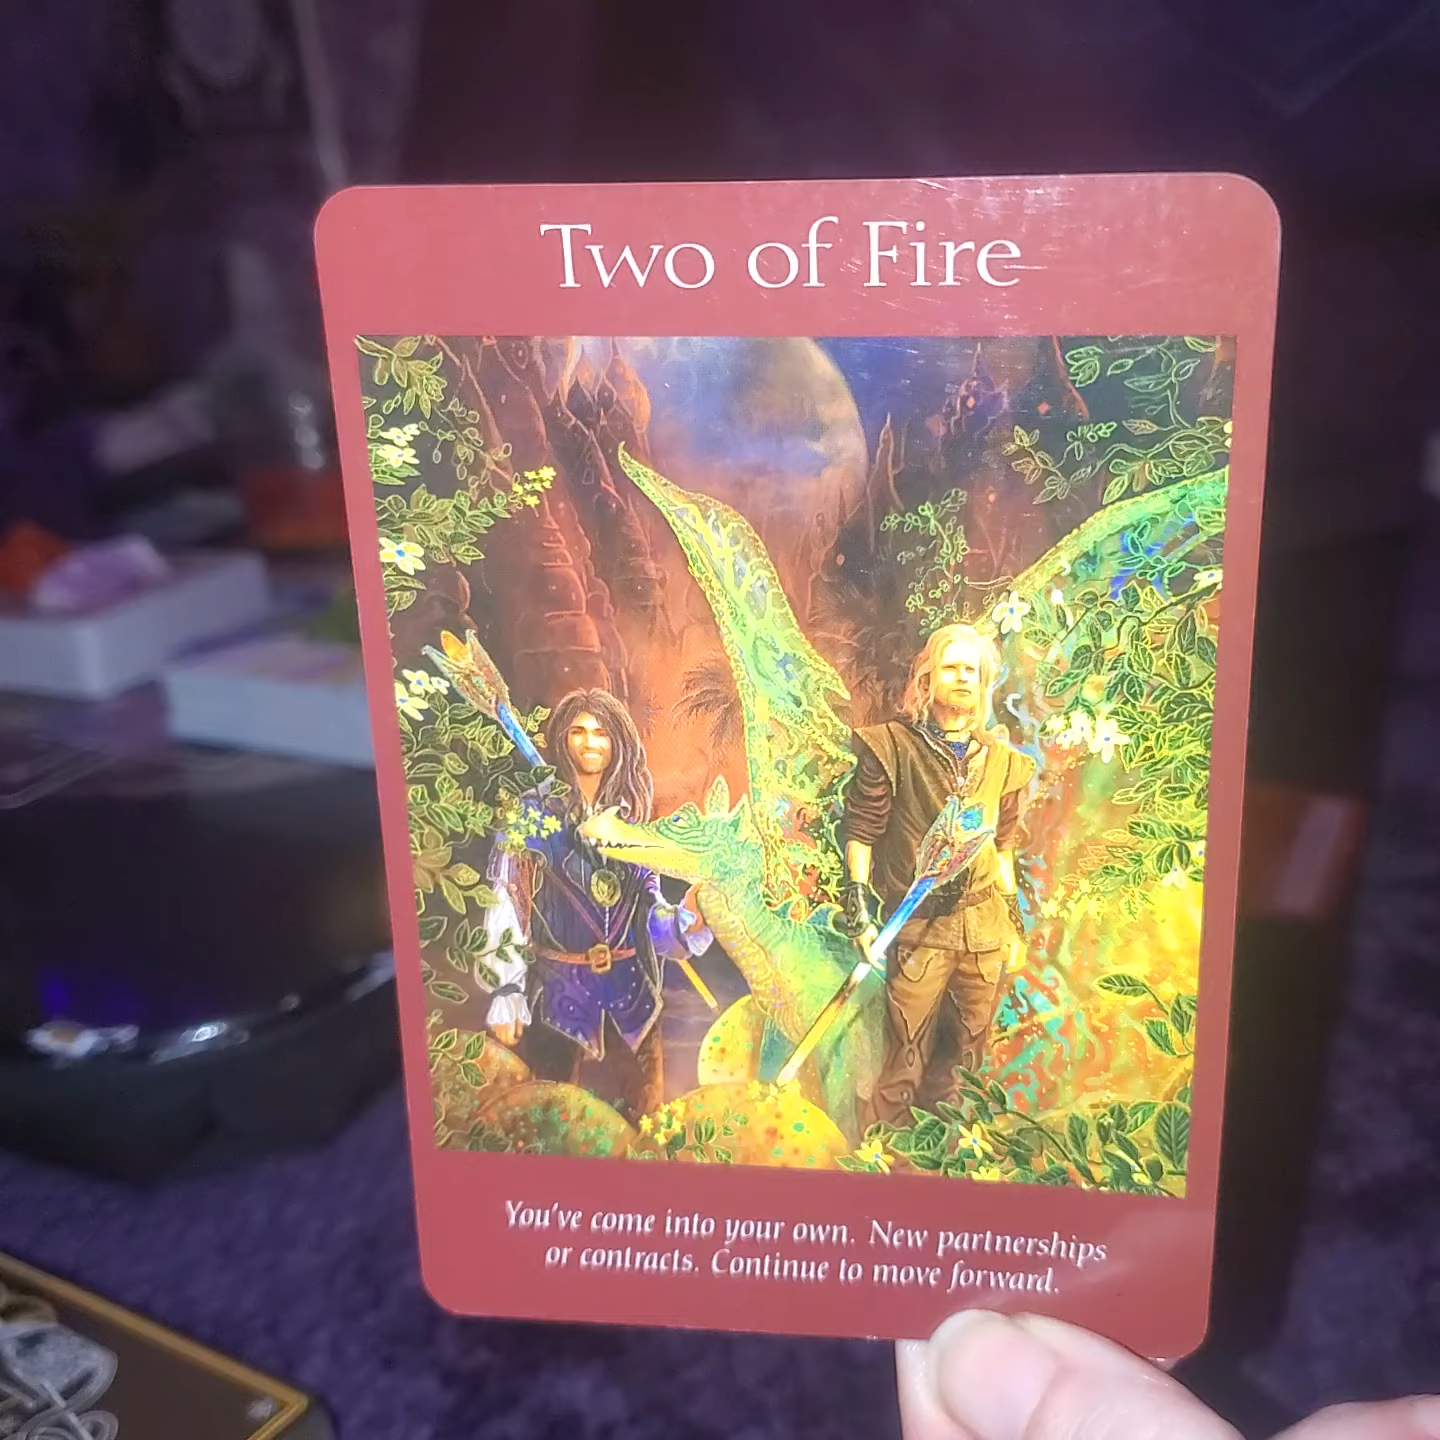 Two of Fire
You've come into your own. New partnerships
or contracts. Continue to move forward.